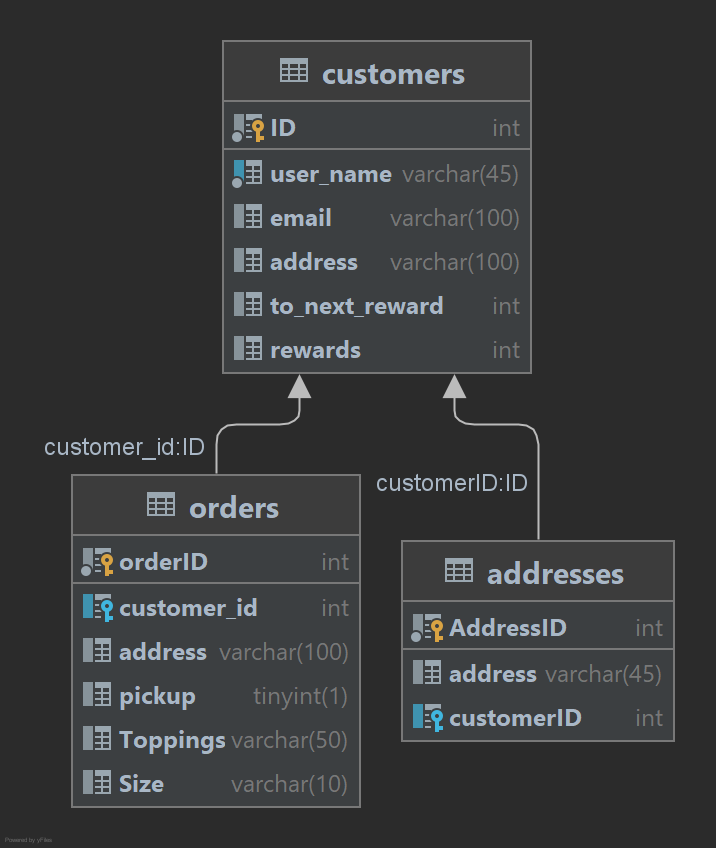 customers
ID int
user_name varchar(45)
email varchar(100)
address varchar(100)
to_next_reward int
rewards int
customer_id:ID
customerID:ID
orders
orderID int
customer_id int
address varchar(100)
pickup tinyint(1)
Toppings varchar(50)
Size varchar(10)
addresses
AddressID int
address varchar(45)
customerID int
Powered by yFiles